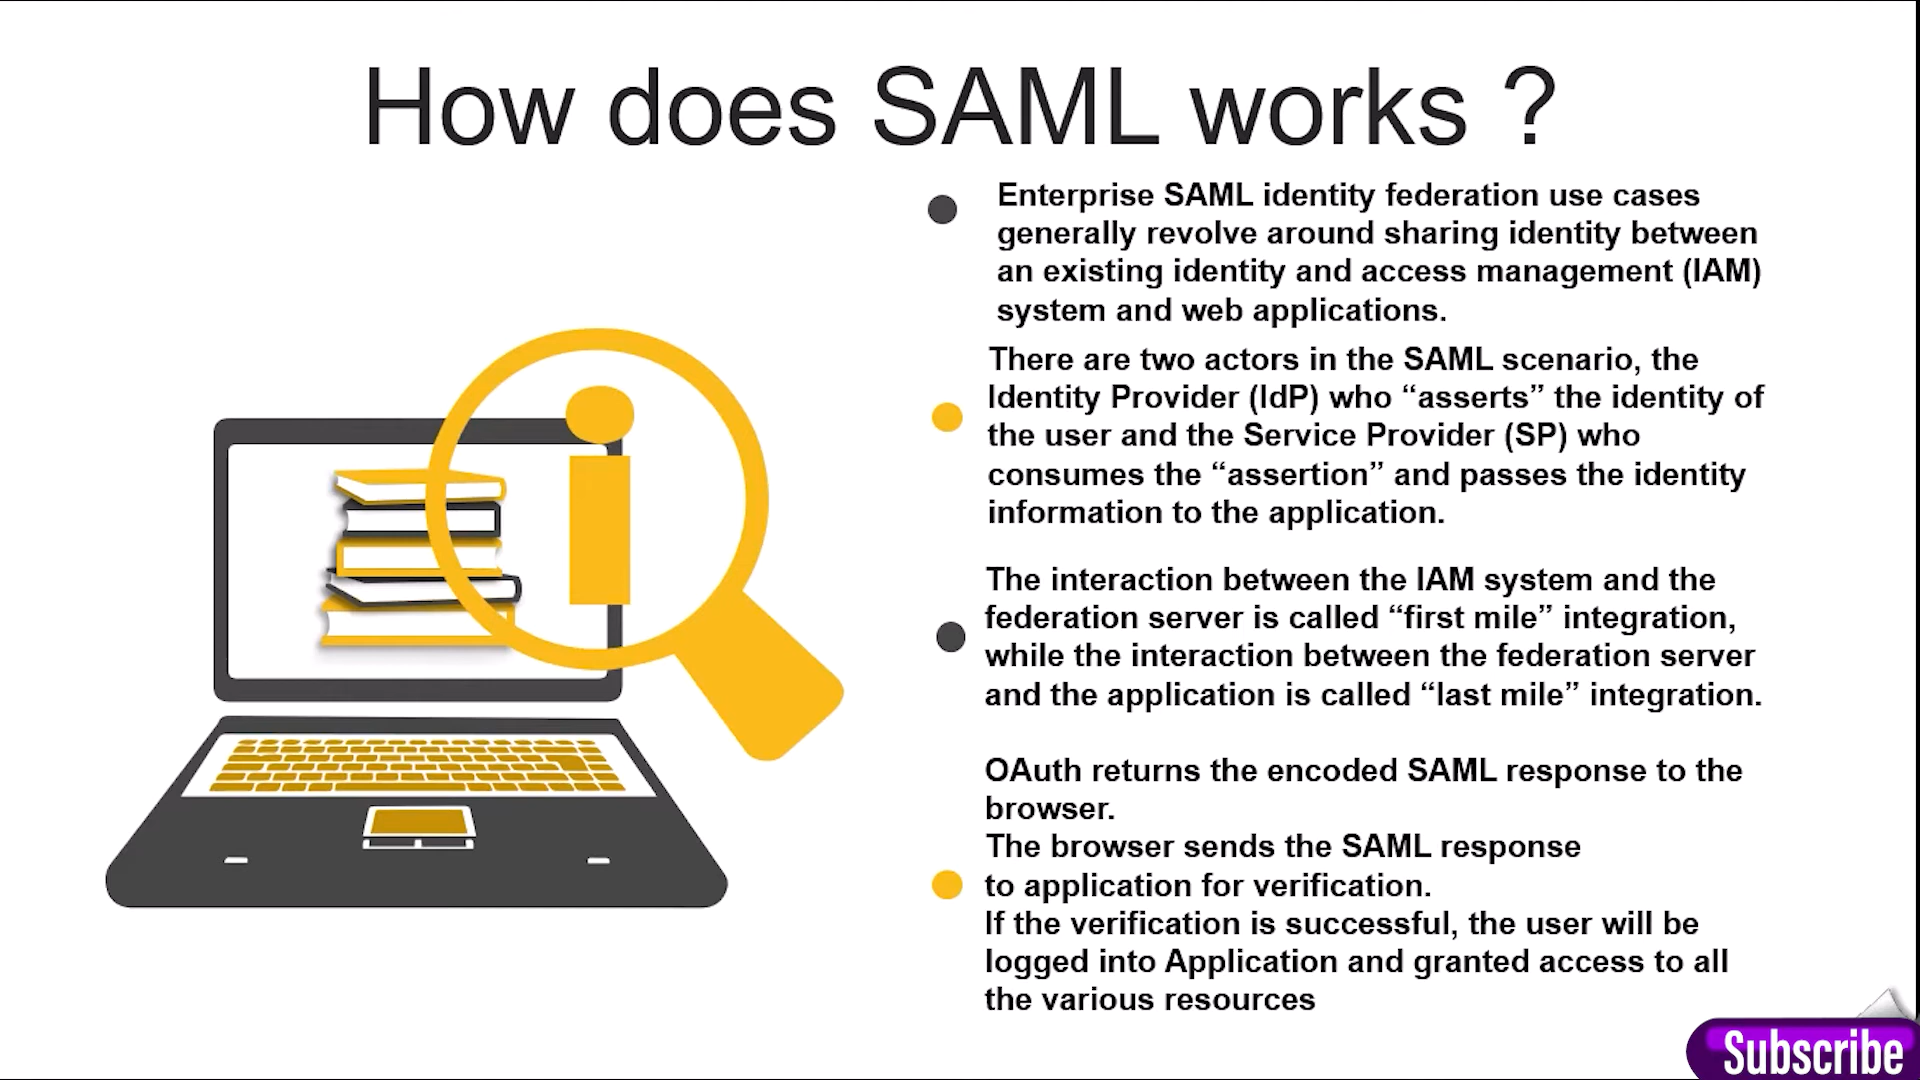 How does SAML works ?
Enterprise SAML identity federation use cases
generally revolve around sharing identity between
an existing identity and access management (IAM)
system and web applications.
There are two actors in the SAML scenario, the
Identity Provider (IdP) who “asserts” the identity of
the user and the Service Provider (SP) who
consumes the “assertion” and passes the identity
information to the application.
The interaction between the IAM system and the
federation server is called “first mile” integration,
while the interaction between the federation server
and the application is called “last mile” integration.
OAuth returns the encoded SAML response to the
browser.
The browser sends the SAML response
to application for verification.
If the verification is successful, the user will be
logged into Application and granted access to all
the various resources
Subscribe